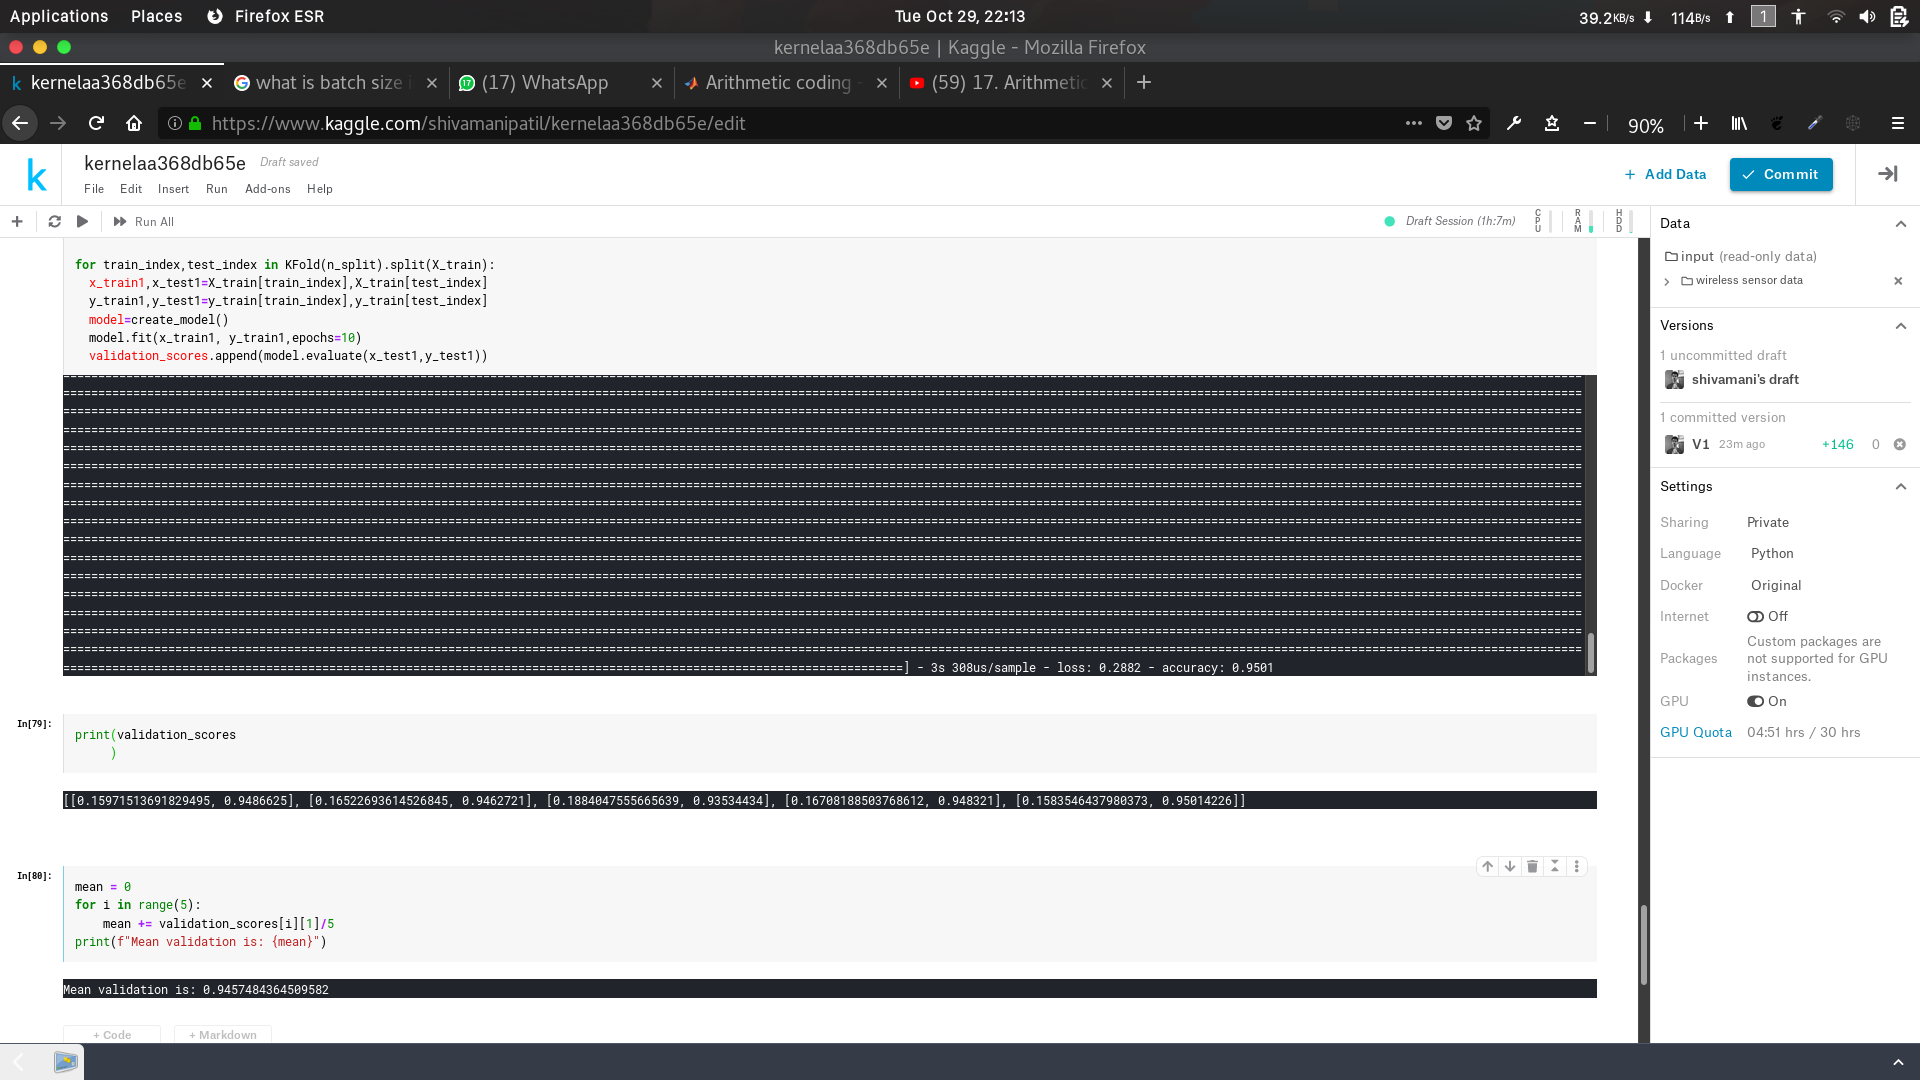 Applications Places Firefox ESR Tue Oct 29, 22:13 39.2KB/s 114B/s 1
kernelaa368db65e | Kaggle - Mozilla Firefox
kernelaa368db65e what is batch size (17) WhatsApp Arithmetic coding - (59) 17. Arithmetic
https://www.kaggle.com/shivamanipatil/kernelaa368db65e/edit 90%
kernelaa368db65e Draft saved
File Edit Insert Run Add-ons Help
+ Add Data Commit
Run All Draft Session (1h:7m) CPU RAM HDD
for train_index,test_index in KFold(n_split).split(X_train):
x_train1,x_test1=X_train[train_index],X_train[test_index]
y_train1,y_test1=y_train[train_index],y_train[test_index]
model=create_model()
model.fit(x_train1, y_train1,epochs=10)
validation_scores.append(model.evaluate(x_test1,y_test1))
] - 3s 308us/sample - loss: 0.2882 - accuracy: 0.9501
In[79]:
print(validation_scores
)
[[0.15971513691829495, 0.9486625], [0.16522693614526845, 0.9462721], [0.1884047555665639, 0.93534434], [0.16708188503768612, 0.948321], [0.1583546437980373, 0.95014226]]
In[80]:
mean = 0
for i in range(5):
mean += validation_scores[i][1]/5
print(f"Mean validation is: {mean}")
Mean validation is: 0.9457484364509582
+ Code + Markdown
Data
input (read-only data)
wireless sensor data
Versions
1 uncommitted draft
shivamani's draft
1 committed version
V1 23m ago +146 0
Settings
Sharing Private
Language Python
Docker Original
Internet Off
Packages Custom packages are
not supported for GPU
instances.
GPU On
GPU Quota 04:51 hrs / 30 hrs